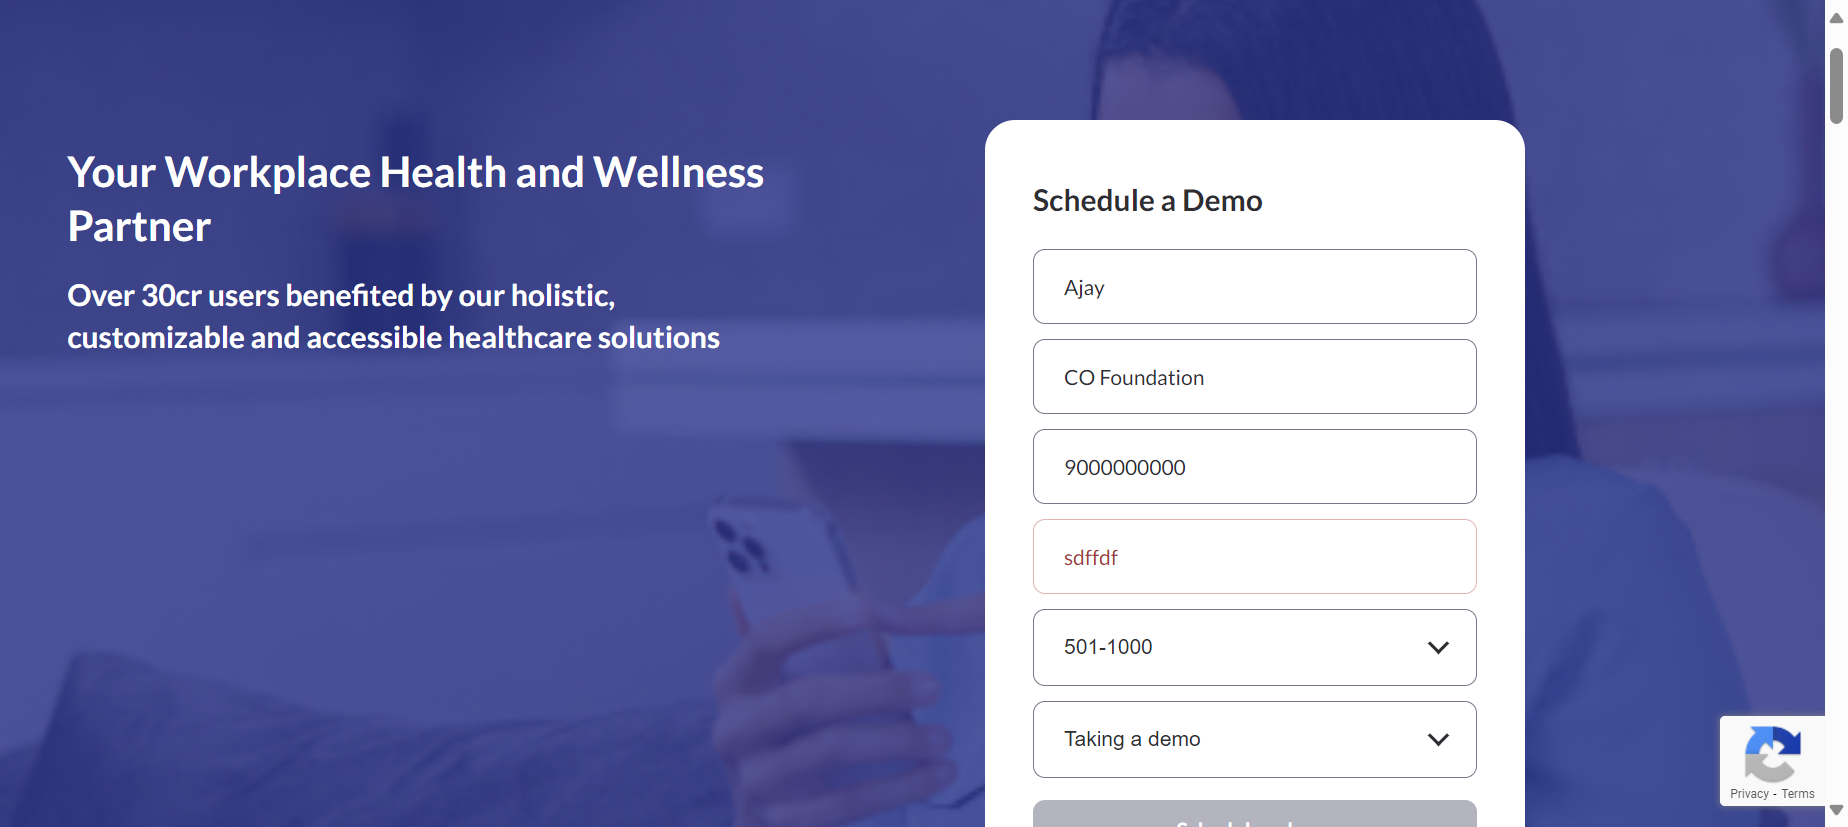 Your Workplace Health and Wellness
Partner
Over 30cr users benefited by our holistic,
customizable and accessible healthcare solutions
Schedule a Demo
Ajay
CO Foundation
9000000000
sdffdf
501-1000
Taking a demo
Privacy - Terms